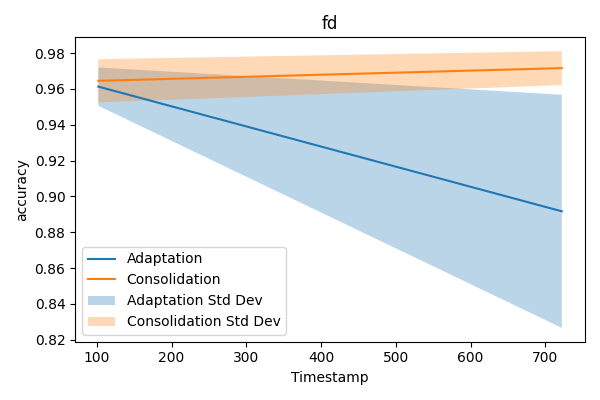 fd
0.98
0.96
0.94
0.92
0.90
0.88
0.86
0.84
0.82
accuracy
Adaptation
Consolidation
Adaptation Std Dev
Consolidation Std Dev
100 200 300 400 500 600 700
Timestamp